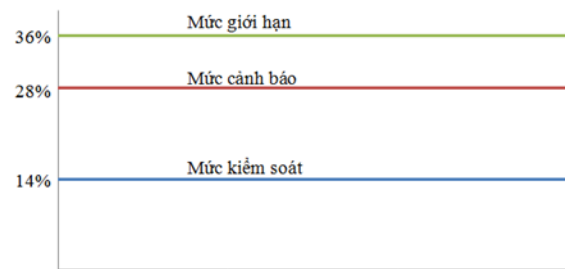 Mức giới hạn
36%
Mức cảnh báo
28%
Mức kiểm soát
14%